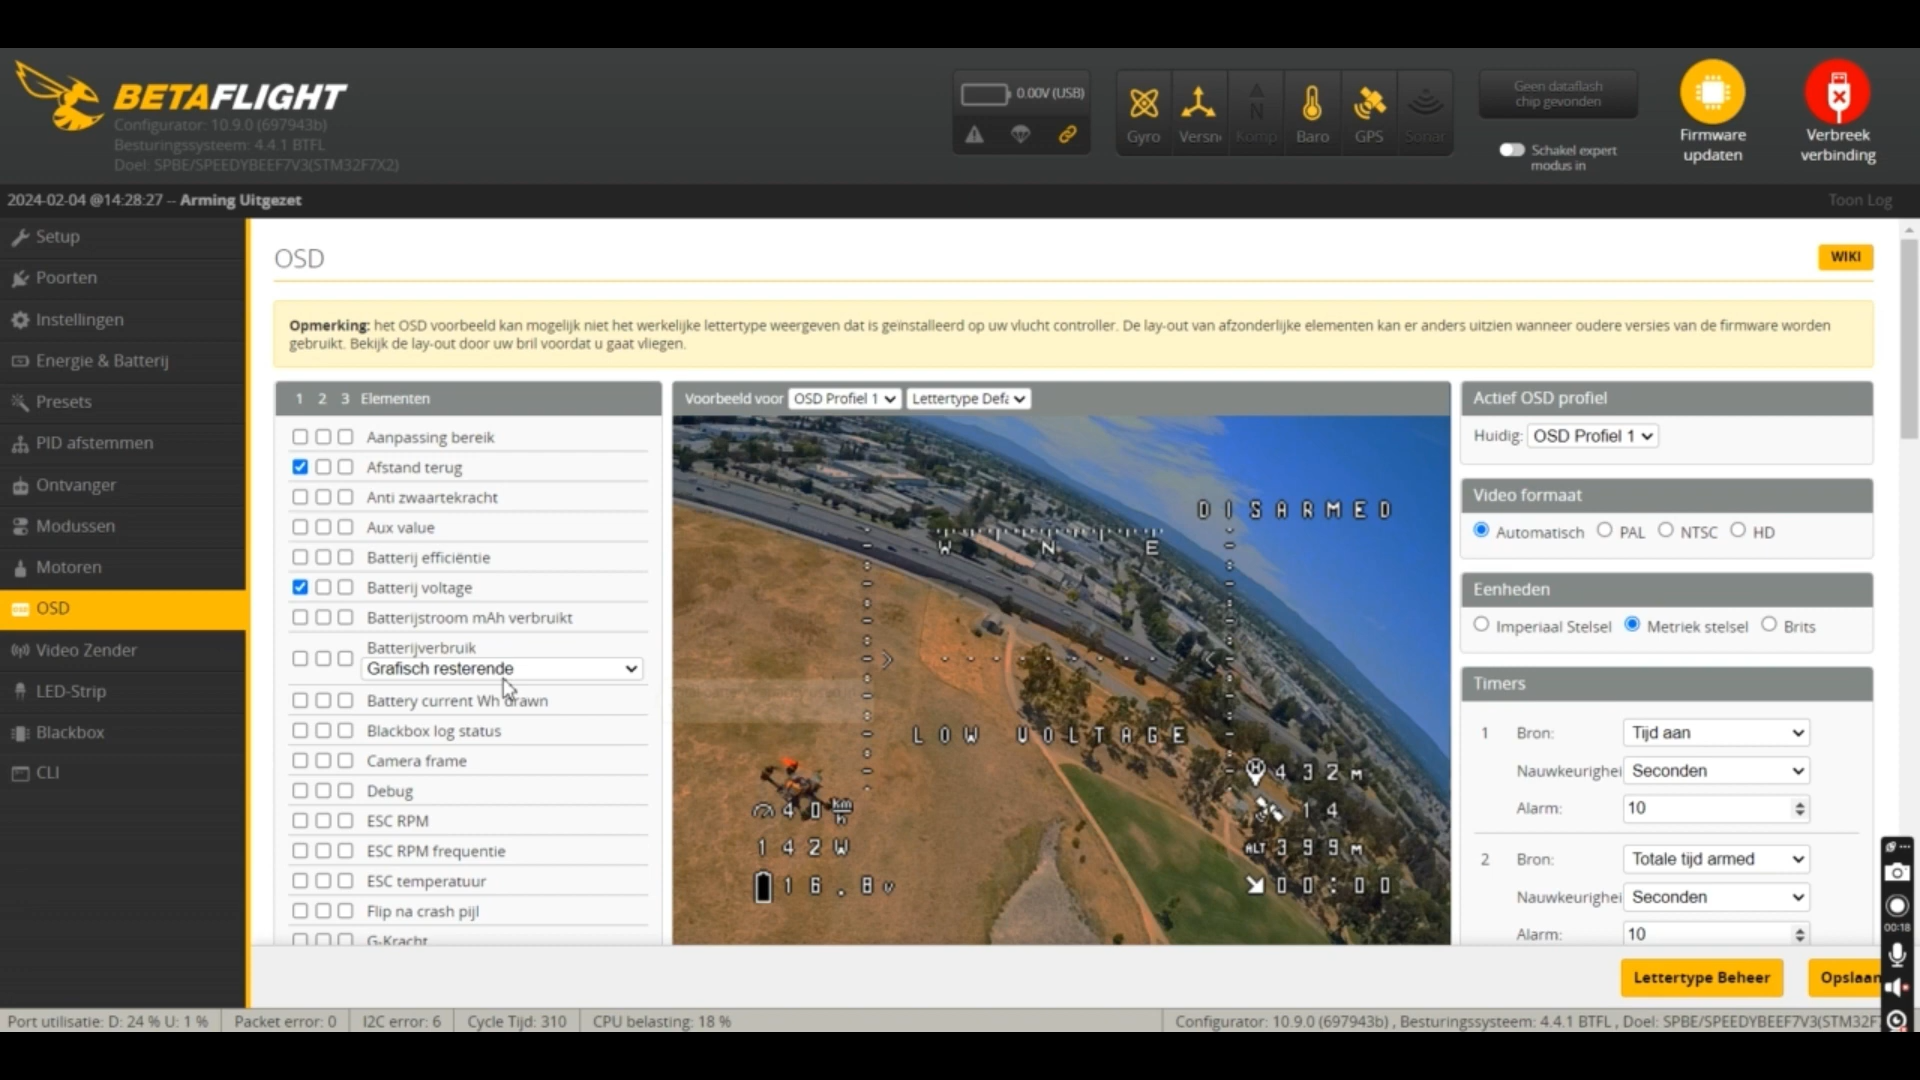 BETAFLIGHT
Configurator: 10.9.0 (697943b)
Besturingssysteem: 4.4.1 BTFL
Doel: SPBE/SPEEDYBEEF7V3(STM32F7X2)
0.00V (USB)
Gyro
Versn
Komp
Baro
GPS
Sonar
Geen dataflash
chip gevonden
Schakel expert
modus in
Firmware
updaten
Verbreek
verbinding
2024-02-04 @14:28:27 -- Arming Uitgezet
Toon Log
Setup
Poorten
Instellingen
Energie & Batterij
Presets
PID afstemmen
Ontvanger
Modussen
Motoren
OSD
Video Zender
LED-Strip
Blackbox
CLI
OSD
WIKI
Opmerking: het OSD voorbeeld kan mogelijk niet het werkelijke lettertype weergeven dat is geïnstalleerd op uw vlucht controller. De lay-out van afzonderlijke elementen kan er anders uitzien wanneer oudere versies van de firmware worden
gebruikt. Bekijk de lay-out door uw bril voordat u gaat vliegen.
1 2 3 Elementen
Aanpassing bereik
Afstand terug
Anti zwaartekracht
Aux value
Batterij efficiëntie
Batterij voltage
Batterijstroom mAh verbruikt
Batterijverbruik
Grafisch resterende
Battery current Wh drawn
Blackbox log status
Camera frame
Debug
ESC RPM
ESC RPM frequentie
ESC temperatuur
Flip na crash pijl
G-Kracht
Voorbeeld voor OSD Profiel 1 Lettertype Defa
DISARMED
W N E
LOW VOLTAGE
H 432M
40 km/h
14
142W
ALT 399M
16.8V
00:00
Actief OSD profiel
Huidig: OSD Profiel 1
Video formaat
Automatisch PAL NTSC HD
Eenheden
Imperiaal Stelsel Metriek stelsel Brits
Timers
1 Bron: Tijd aan
Nauwkeurighei Seconden
Alarm: 10
2 Bron: Totale tijd armed
Nauwkeurighei Seconden
Alarm: 10
Lettertype Beheer
Opslaan
00:18
Port utilisatie: D: 24 % U: 1 %
Packet error: 0
I2C error: 6
Cycle Tijd: 310
CPU belasting: 18 %
Configurator: 10.9.0 (697943b) , Besturingssysteem: 4.4.1 BTFL , Doel: SPBE/SPEEDYBEEF7V3(STM32F7